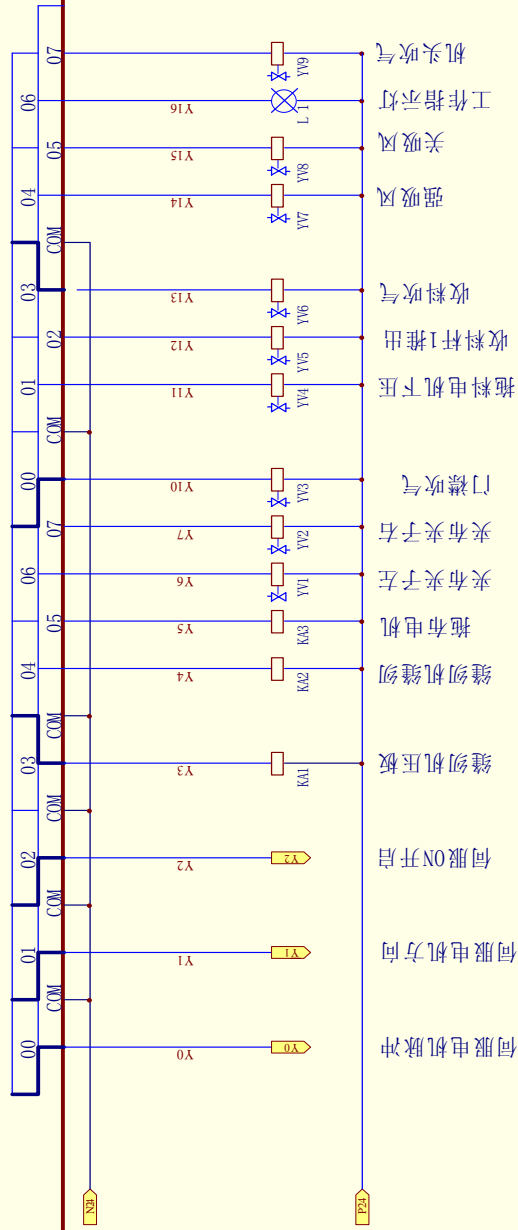 07 YV9 机头吹气
06 Y16 L 1 工作指示灯
05 Y15 YV8 关吸风
04 Y14 YV7 强吸风
COM
03 Y13 YV6 收料吹气
02 Y12 YV5 收料杆1推出
01 Y11 YV4 拖料电机下压
COM
00 Y10 YV3 门襟吹气
07 Y7 YV2 夹布夹子右
06 Y6 YV1 夹布夹子左
05 Y5 KA3 拖布电机
04 Y4 KA2 缝纫机缝纫
COM
03 Y3 KA1 缝纫机压板
COM
02 Y2 Y2 伺服ON开启
COM
01 Y1 Y1 伺服电机方向
COM
00 Y0 Y0 伺服电机脉冲
N24 P24